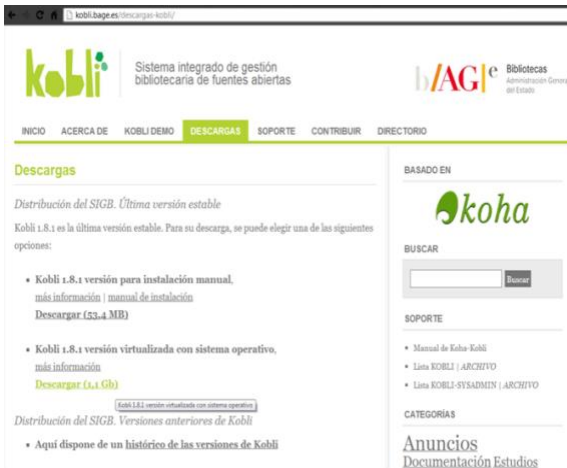 kobli.bage.es/descargas-kobli/
kobli
Sistema integrado de gestión
bibliotecaria de fuentes abiertas
b/AG|e
Bibliotecas
Administración General
del Estado
INICIO ACERCA DE KOBLI DEMO DESCARGAS SOPORTE CONTRIBUIR DIRECTORIO
Descargas
Distribución del SIGB. Última versión estable
Kobli 1.8.1 es la última versión estable. Para su descarga, se puede elegir una de las siguientes
opciones:
• Kobli 1.8.1 versión para instalación manual,
más información | manual de instalación
Descargar (53,4 MB)
• Kobli 1.8.1 versión virtualizada con sistema operativo,
más información
Descargar (1,1 Gb)
Kobli 1.8.1 versión virtualizada con sistema operativo
Distribución del SIGB. Versiones anteriores de Kobli
• Aquí dispone de un histórico de las versiones de Kobli
BASADO EN
koha
BUSCAR
Buscar
SOPORTE
• Manual de Koha-Kobli
• Lista KOBLI | ARCHIVO
• Lista KOBLI-SYSADMIN | ARCHIVO
CATEGORÍAS
Anuncios
Documentación Estudios